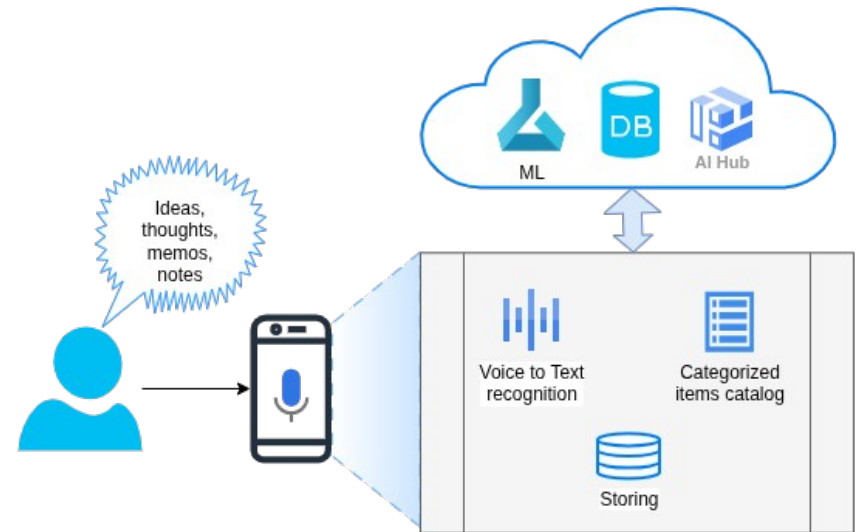 DB
AI Hub
ML
Ideas,
thoughts,
memos,
notes
Voice to Text
recognition
Categorized
items catalog
Storing